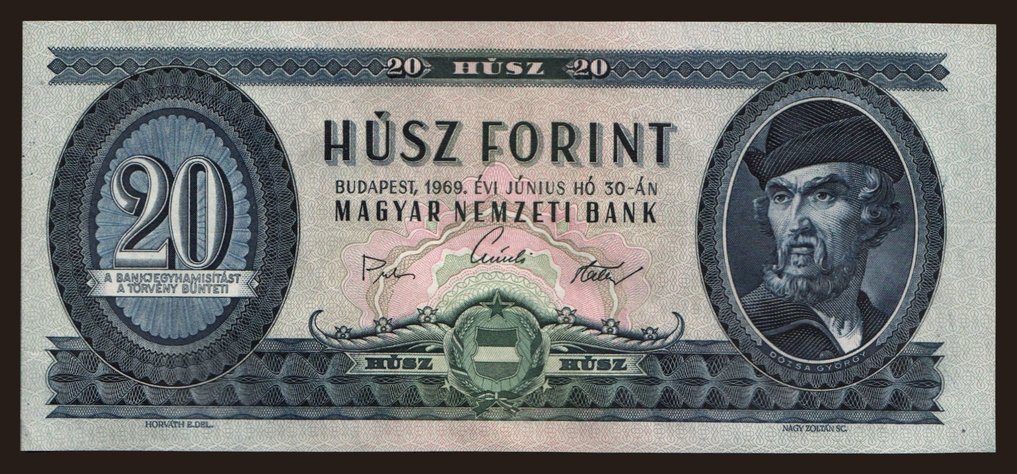 20 HÚSZ 20
HÚSZ FORINT
BUDAPEST, 1969. ÉVI JÚNIUS HÓ 30-ÁN
MAGYAR NEMZETI BANK
20
A BANKJEGYHAMISÍTÁST
A TÖRVÉNY BÜNTETI
HÚSZ HÚSZ
DÓZSA GYÖRGY
HORVÁTH E. DEL.
NAGY ZOLTÁN SC.